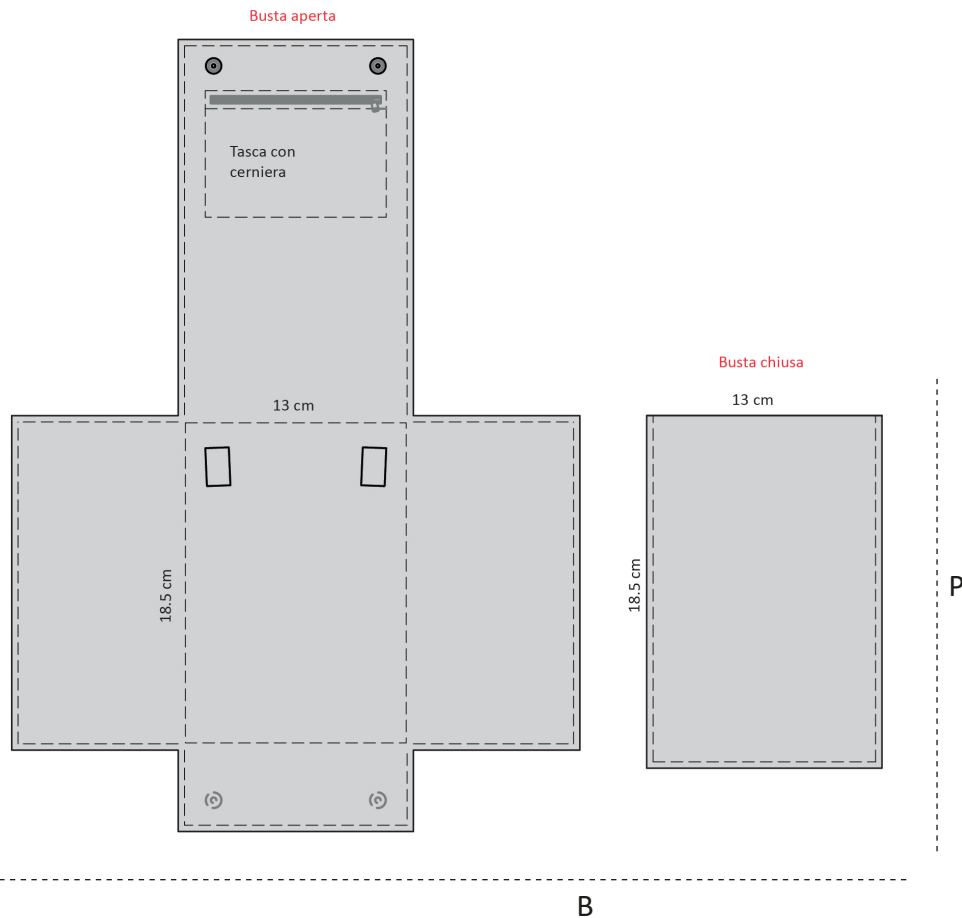 Busta aperta
Tasca con
cerniera
13 cm
18.5 cm
Busta chiusa
13 cm
18.5 cm
P
B